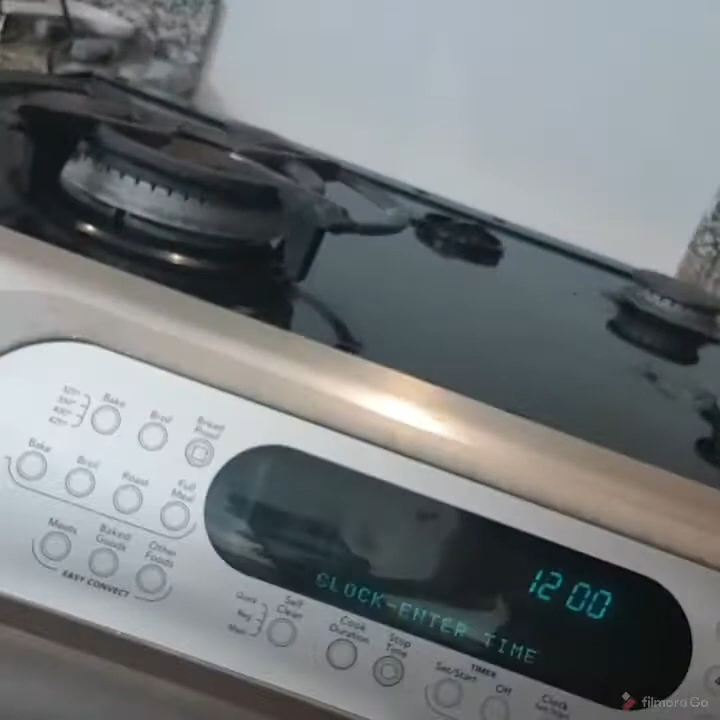 Bake
Broil
Bread
Proof
Bake
Broil
Roast
Full
Meal
Meats
Baked
Goods
Other
Foods
EASY CONVECT
12 00
CLOCK-ENTER TIME
Self
Clean
Cook
Duration
Stop
Time
TIMER
Set/Start
Off
Clock
filmora Go